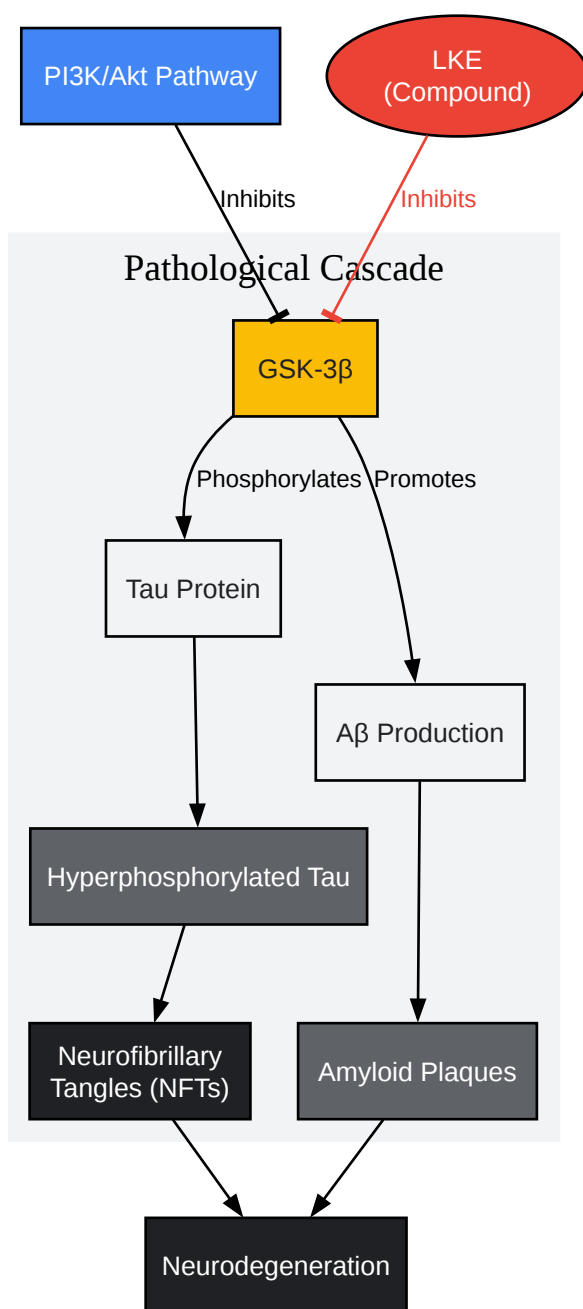 PI3K/Akt Pathway
LKE
(Compound)
Inhibits
Inhibits
Pathological Cascade
GSK-3β
Phosphorylates
Promotes
Tau Protein
Aβ Production
Hyperphosphorylated Tau
Neurofibrillary
Tangles (NFTs)
Amyloid Plaques
Neurodegeneration